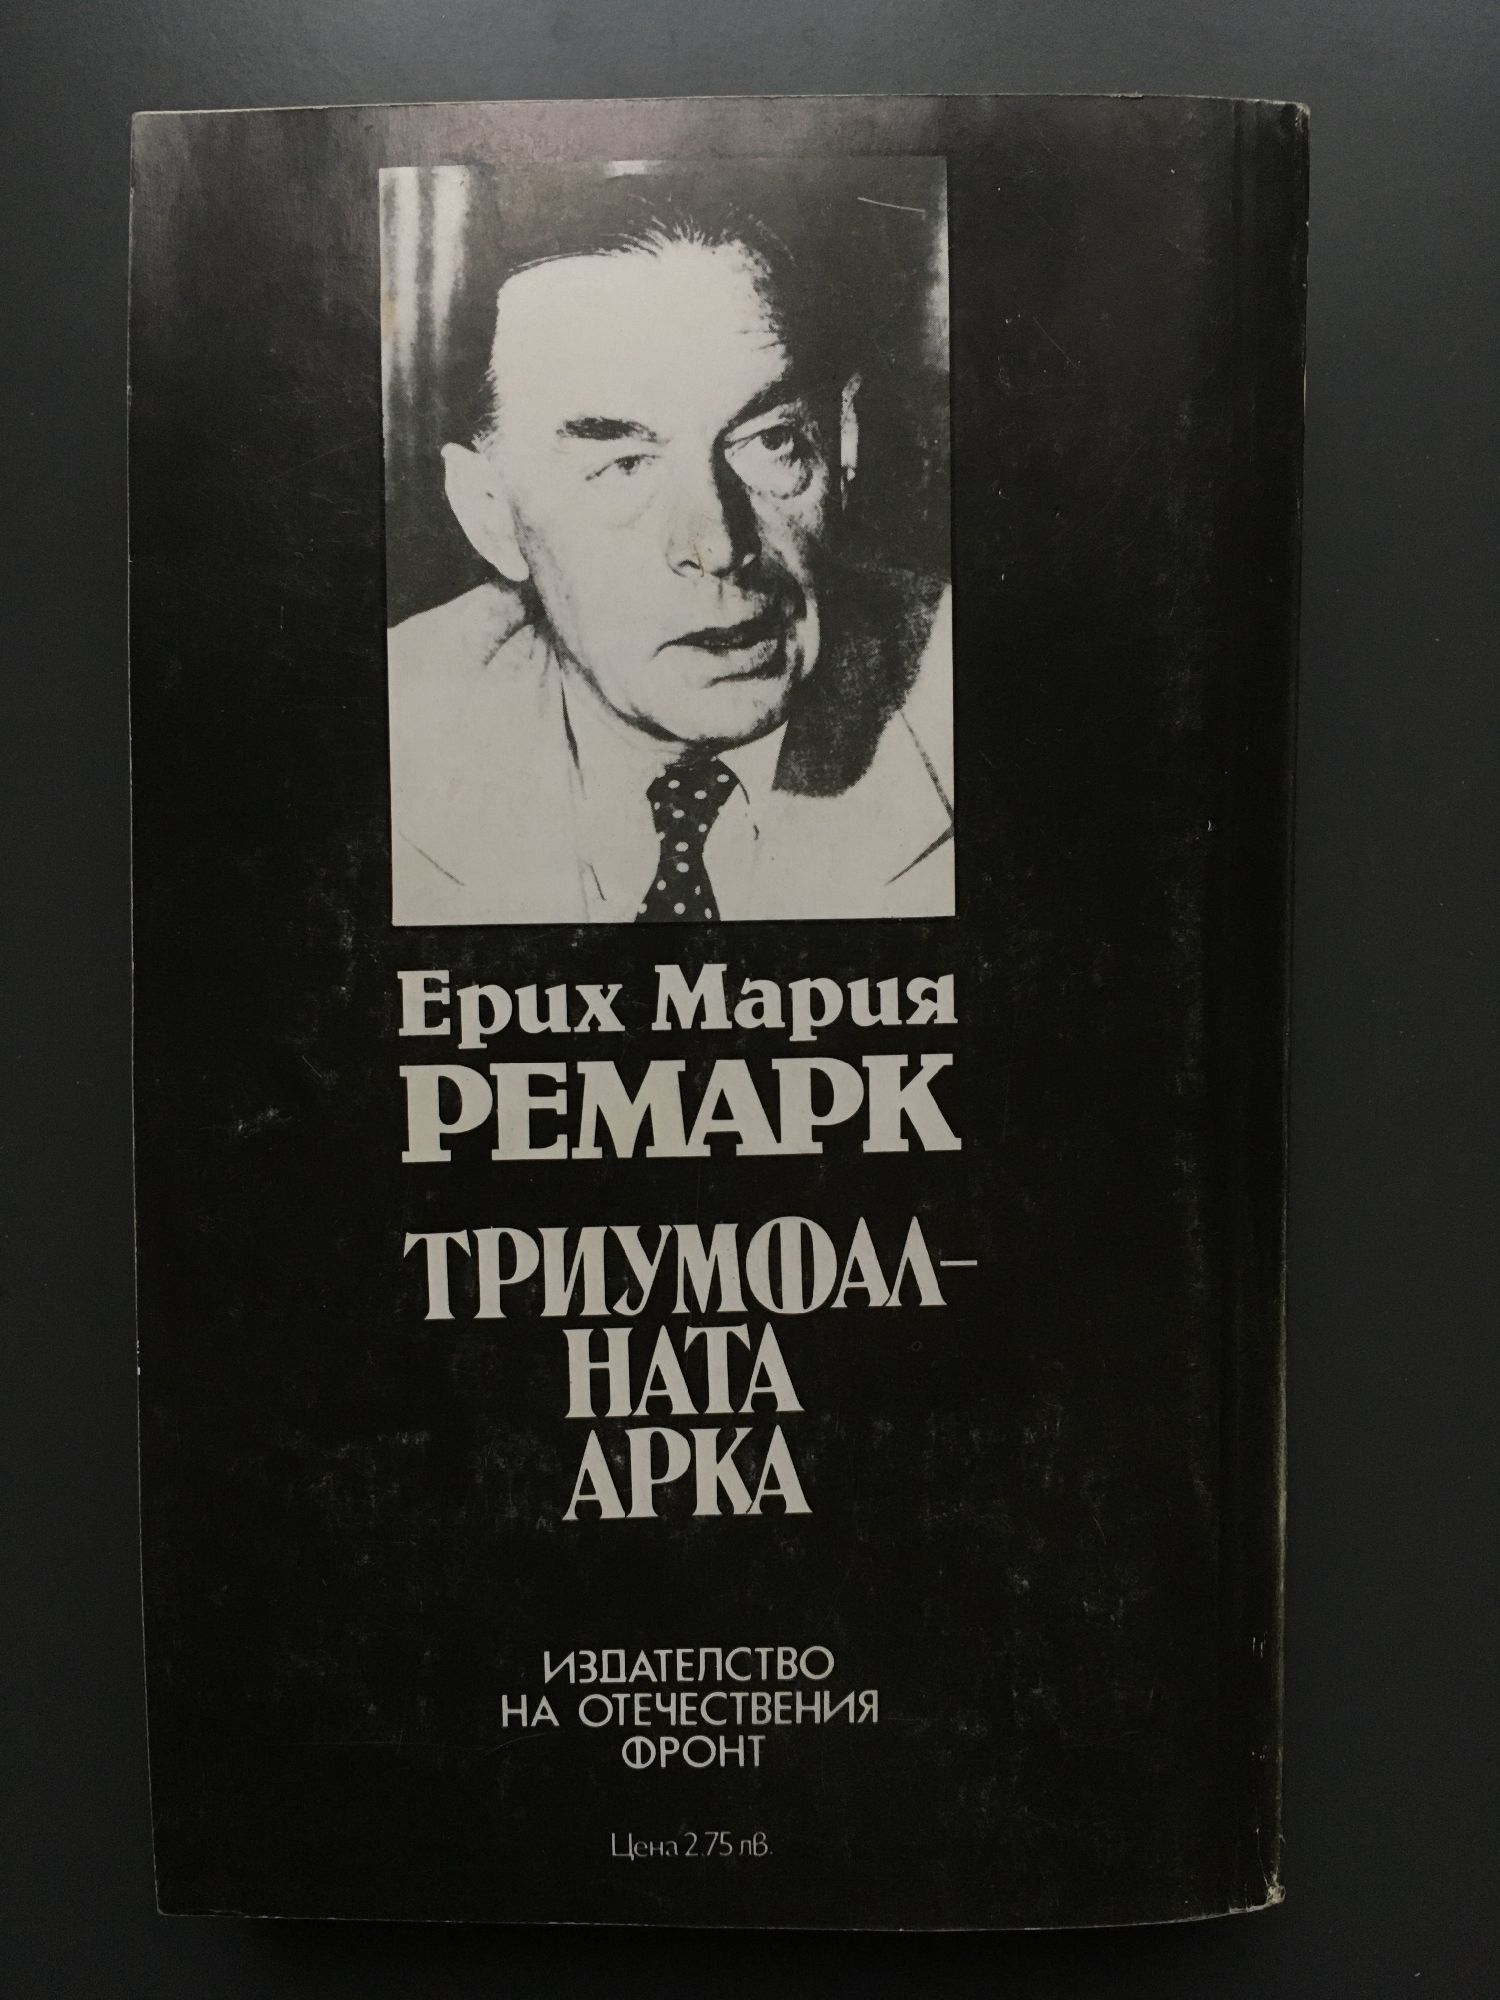 Ерих Мария
РЕМАРК
ТРИУМФАЛ-
НАТА
АРКА
ИЗДАТЕЛСТВО
НА ОТЕЧЕСТВЕНИЯ
ФРОНТ
Цена 2.75 лв.